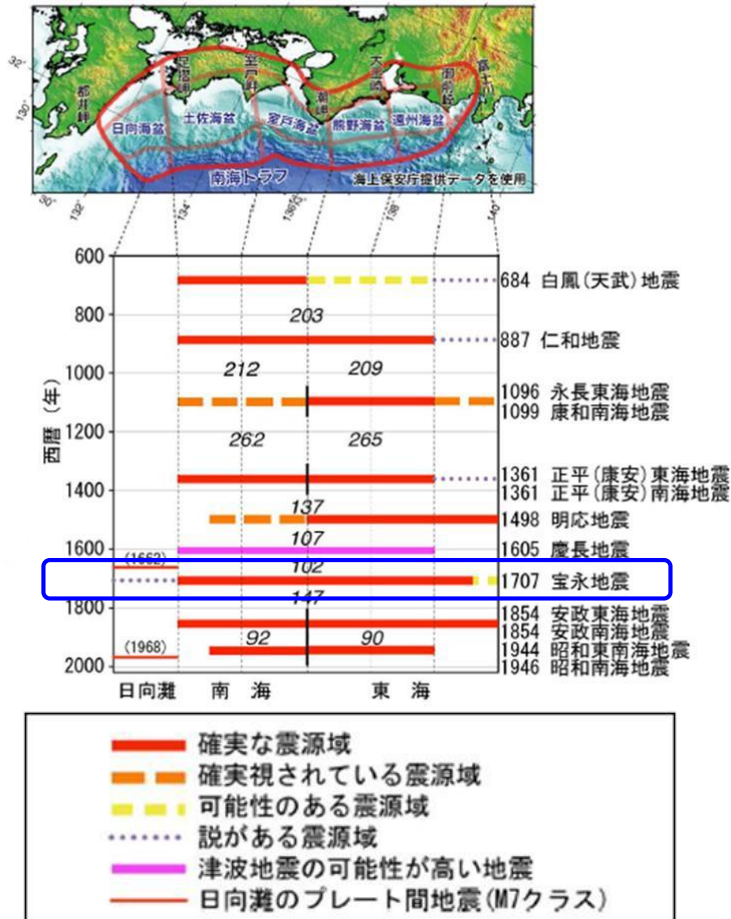 足摺岬
室戸岬
潮岬
大王崎
御前崎
富士川
都井岬
日向海盆
土佐海盆
室戸海盆
熊野海盆
遠州海盆
南海トラフ
海上保安庁提供データを使用
32°
130°
30°
132°
134°
136°
138°
140°
西暦（年）
600
800
1000
1200
1400
1600
1800
2000
684 白鳳(天武)地震
203
887 仁和地震
212 209
1096 永長東海地震
1099 康和南海地震
262 265
1361 正平(康安)東海地震
1361 正平(康安)南海地震
137
1498 明応地震
107
1605 慶長地震
(1662)
102
1707 宝永地震
147
1854 安政東海地震
1854 安政南海地震
(1968)
92 90
1944 昭和東南海地震
1946 昭和南海地震
日向灘 南 海 東 海
確実な震源域
確実視されている震源域
可能性のある震源域
説がある震源域
津波地震の可能性が高い地震
日向灘のプレート間地震(M7クラス)